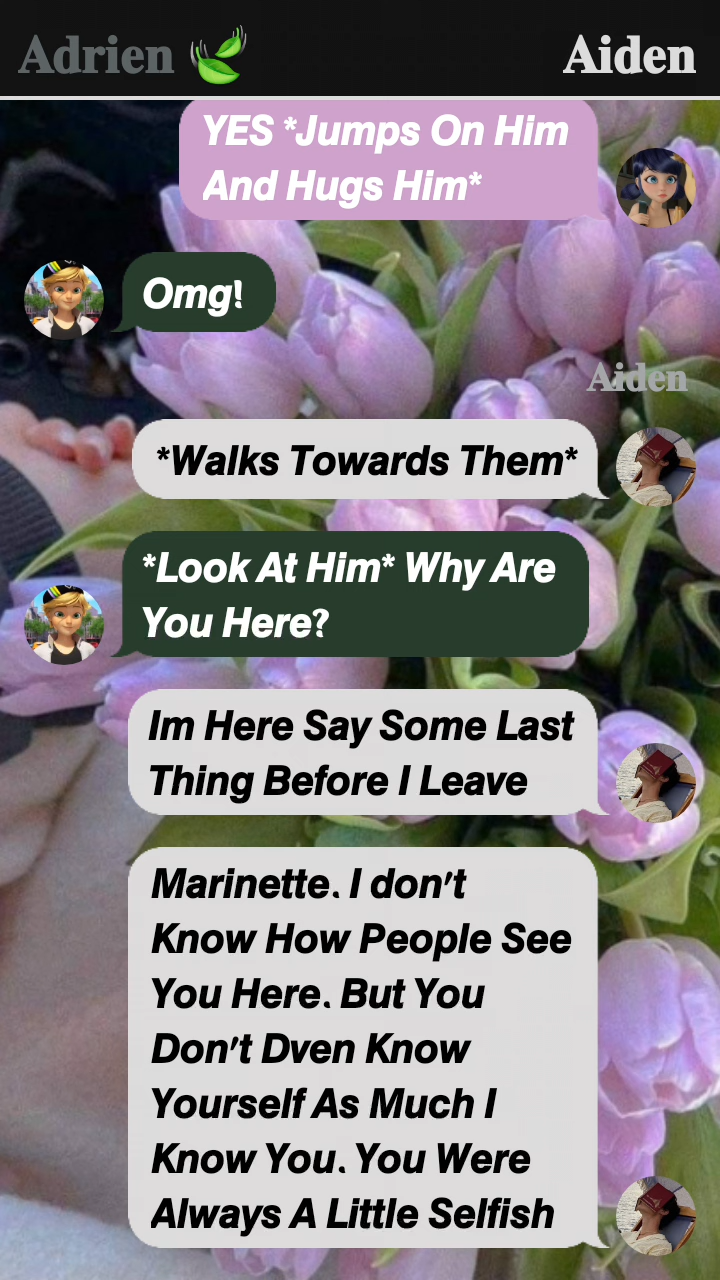 Adrien 🍃 Aiden
YES *Jumps On Him
And Hugs Him*
Omg!
Aiden
*Walks Towards Them*
*Look At Him* Why Are
You Here?
Im Here Say Some Last
Thing Before I Leave
Marinette. I don't
Know How People See
You Here. But You
Don't Dven Know
Yourself As Much I
Know You. You Were
Always A Little Selfish